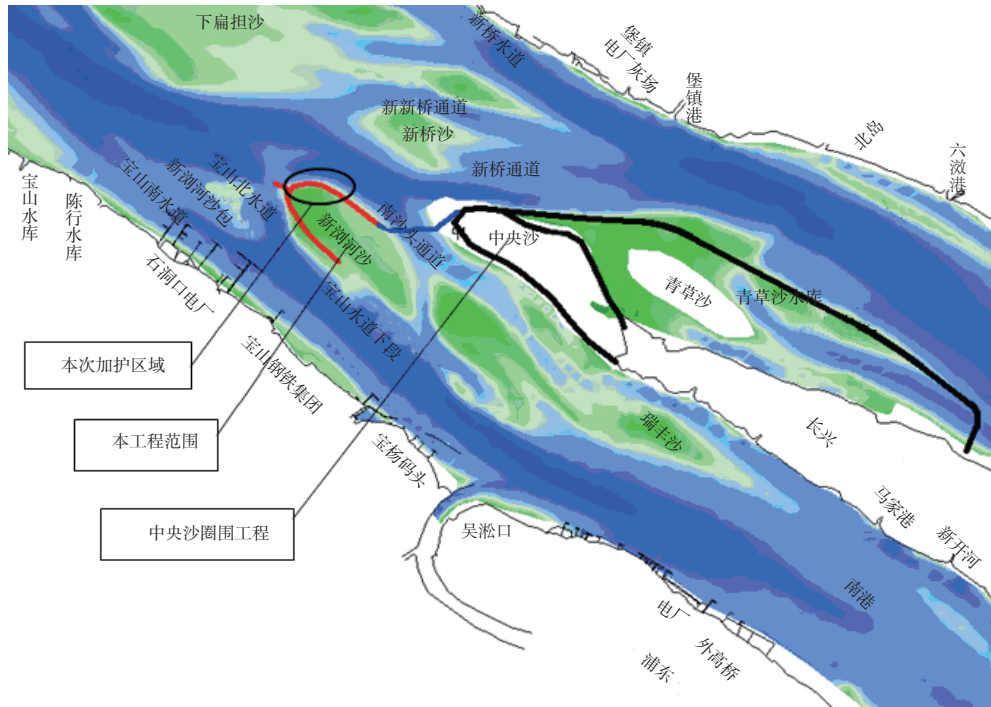 下扁担沙
新桥水道
堡镇
电厂灰场
堡镇港
北岛
六滧港
新新桥通道
新桥沙
新桥通道
宝山水库
陈行水库
宝山南水道
新浏河沙包
宝山北水道
新浏河沙
南沙头通道
中央沙
青草沙
青草沙水库
石洞口电厂
宝山水道下段
宝山钢铁集团
宝杨码头
本次加护区域
本工程范围
中央沙圈围工程
瑞丰沙
长兴
马家港
新开河
吴淞口
南港
电厂
外高桥
浦东